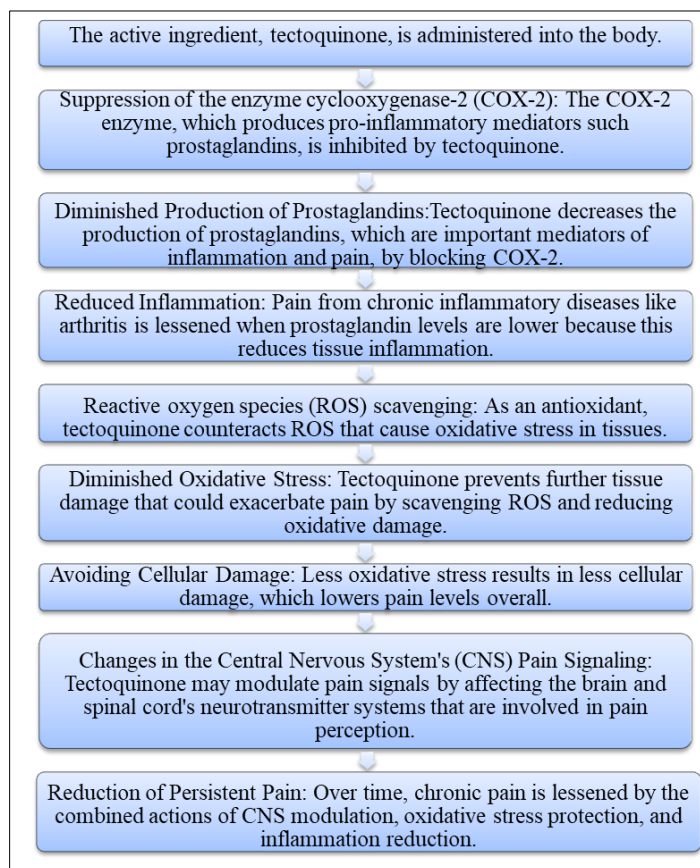 The active ingredient, tectoquinone, is administered into the body.
Suppression of the enzyme cyclooxygenase-2 (COX-2): The COX-2
enzyme, which produces pro-inflammatory mediators such
prostaglandins, is inhibited by tectoquinone.
Diminished Production of Prostaglandins:Tectoquinone decreases the
production of prostaglandins, which are important mediators of
inflammation and pain, by blocking COX-2.
Reduced Inflammation: Pain from chronic inflammatory diseases like
arthritis is lessened when prostaglandin levels are lower because this
reduces tissue inflammation.
Reactive oxygen species (ROS) scavenging: As an antioxidant,
tectoquinone counteracts ROS that cause oxidative stress in tissues.
Diminished Oxidative Stress: Tectoquinone prevents further tissue
damage that could exacerbate pain by scavenging ROS and reducing
oxidative damage.
Avoiding Cellular Damage: Less oxidative stress results in less cellular
damage, which lowers pain levels overall.
Changes in the Central Nervous System's (CNS) Pain Signaling:
Tectoquinone may modulate pain signals by affecting the brain and
spinal cord's neurotransmitter systems that are involved in pain
perception.
Reduction of Persistent Pain: Over time, chronic pain is lessened by the
combined actions of CNS modulation, oxidative stress protection, and
inflammation reduction.